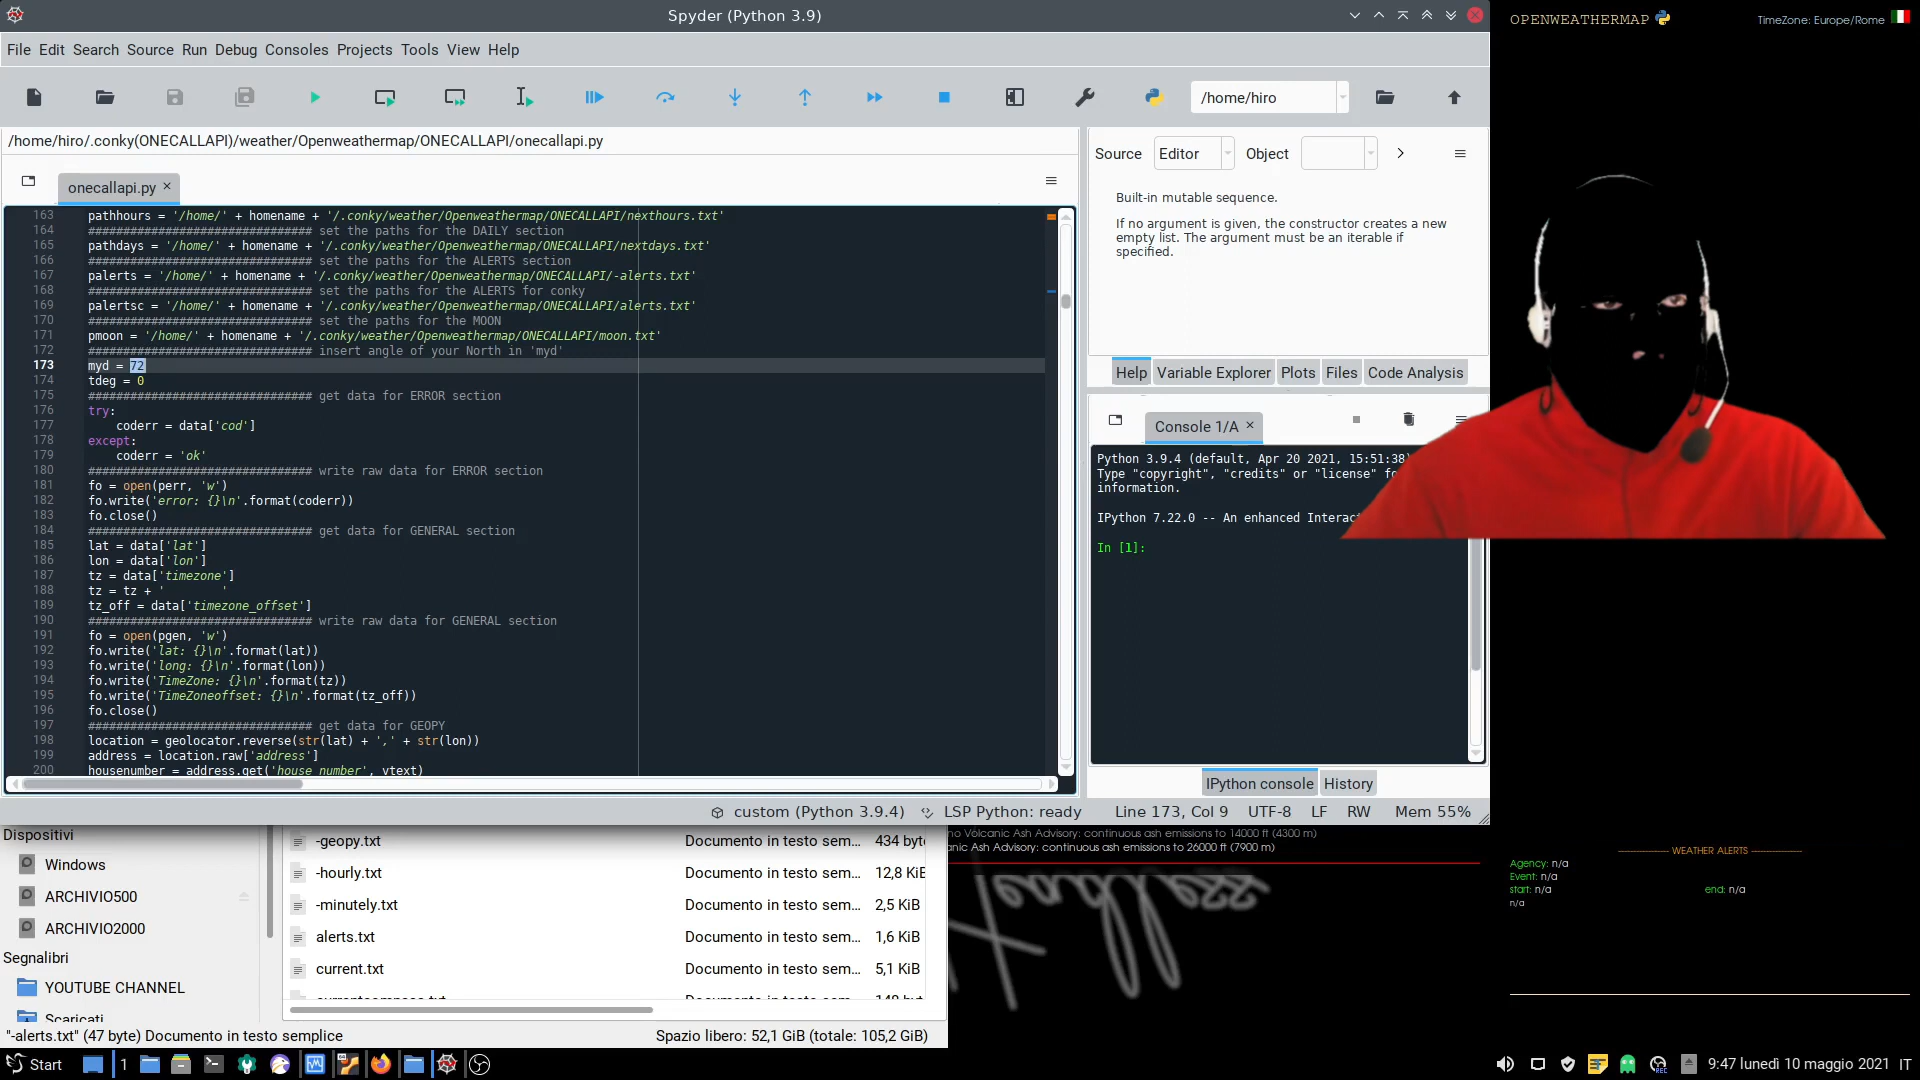 Spyder (Python 3.9)
OPENWEATHERMAP
TimeZone: Europe/Rome
File Edit Search Source Run Debug Consoles Projects Tools View Help
/home/hiro
/home/hiro/.conky(ONECALLAPI)/weather/Openweathermap/ONECALLAPI/onecallapi.py
onecallapi.py
163 pathhours = '/home/' + homename + '/.conky/weather/Openweathermap/ONECALLAPI/nexthours.txt'
164 ################################ set the paths for the DAILY section
165 pathdays = '/home/' + homename + '/.conky/weather/Openweathermap/ONECALLAPI/nextdays.txt'
166 ################################ set the paths for the ALERTS section
167 palerts = '/home/' + homename + '/.conky/weather/Openweathermap/ONECALLAPI/-alerts.txt'
168 ################################ set the paths for the ALERTS for conky
169 palertsc = '/home/' + homename + '/.conky/weather/Openweathermap/ONECALLAPI/alerts.txt'
170 ################################ set the paths for the MOON
171 pmoon = '/home/' + homename + '/.conky/weather/Openweathermap/ONECALLAPI/moon.txt'
172 ################################ insert angle of your North in 'myd'
173 myd = 72
174 tdeg = 0
175 ################################ get data for ERROR section
176 try:
177     coderr = data['cod']
178 except:
179     coderr = 'ok'
180 ################################ write raw data for ERROR section
181 fo = open(perr, 'w')
182 fo.write('error: {}\n'.format(coderr))
183 fo.close()
184 ################################ get data for GENERAL section
185 lat = data['lat']
186 lon = data['lon']
187 tz = data['timezone']
188 tz = tz + '        '
189 tz_off = data['timezone_offset']
190 ################################ write raw data for GENERAL section
191 fo = open(pgen, 'w')
192 fo.write('lat: {}\n'.format(lat))
193 fo.write('long: {}\n'.format(lon))
194 fo.write('TimeZone: {}\n'.format(tz))
195 fo.write('TimeZoneoffset: {}\n'.format(tz_off))
196 fo.close()
197 ################################ get data for GEOPY
198 location = geolocator.reverse(str(lat) + ',' + str(lon))
199 address = location.raw['address']
200 housenumber = address.get('house_number', vtext)
Source Editor Object
Built-in mutable sequence.
If no argument is given, the constructor creates a new
empty list. The argument must be an iterable if
specified.
Help Variable Explorer Plots Files Code Analysis
Console 1/A
Python 3.9.4 (default, Apr 20 2021, 15:51:38)
Type "copyright", "credits" or "license" fo
information.
IPython 7.22.0 -- An enhanced Interac
In [1]:
IPython console History
custom (Python 3.9.4) LSP Python: ready Line 173, Col 9 UTF-8 LF RW Mem 55%
Dispositivi
Windows
ARCHIVIO500
ARCHIVIO2000
Segnalibri
YOUTUBE CHANNEL
Scaricati
-geopy.txt Documento in testo sem... 434 byt
-hourly.txt Documento in testo sem... 12,8 KiB
-minutely.txt Documento in testo sem... 2,5 KiB
alerts.txt Documento in testo sem... 1,6 KiB
current.txt Documento in testo sem... 5,1 KiB
"-alerts.txt" (47 byte) Documento in testo semplice Spazio libero: 52,1 GiB (totale: 105,2 GiB)
no Volcanic Ash Advisory: continuous ash emissions to 14000 ft (4300 m)
anic Ash Advisory: continuous ash emissions to 26000 ft (7900 m)
WEATHER ALERTS
Agency: n/a
Event: n/a
start: n/a end: n/a
n/a
Start 1 9:47 lunedì 10 maggio 2021 IT